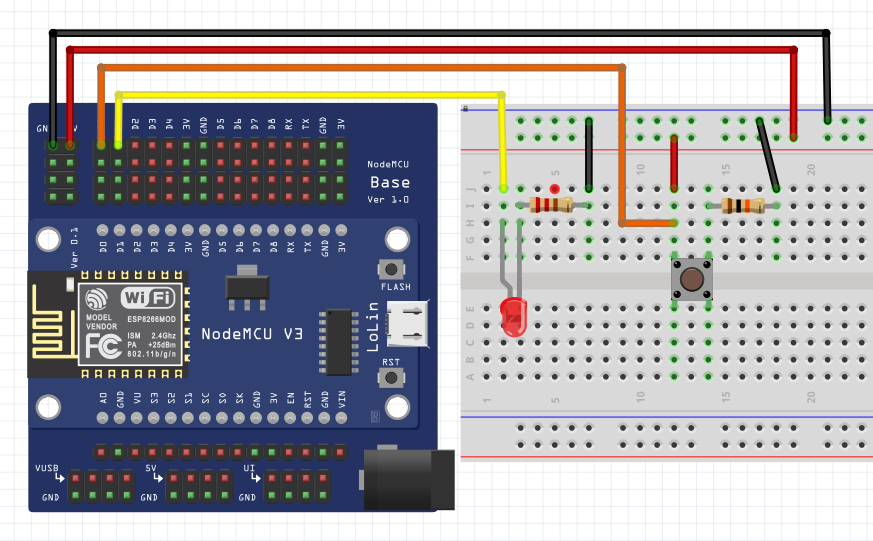 GN V
D2 D3 D4 3V GND D5 D6 D7 D8 RX TX GND 3V
NodeMCU
Base
Ver 1.0
Ver 0.1
D0 D1 D2 D3 D4 3V GND D5 D6 D7 D8 RX TX GND 3V
FLASH
WiFi
MODEL ESP8266MOD
VENDOR
FC ISM 2.4GHz
PA +25dBm
802.11b/g/n
NodeMCU V3
LoLin
RST
A0 GND VU S3 S2 S1 SC SO SK GND 3V EN RST GND VIN
VUSB 5V UI
GND GND GND
1 5 10 15 20
J
I
H
G
F
E
D
C
B
A
1 5 10 15 20